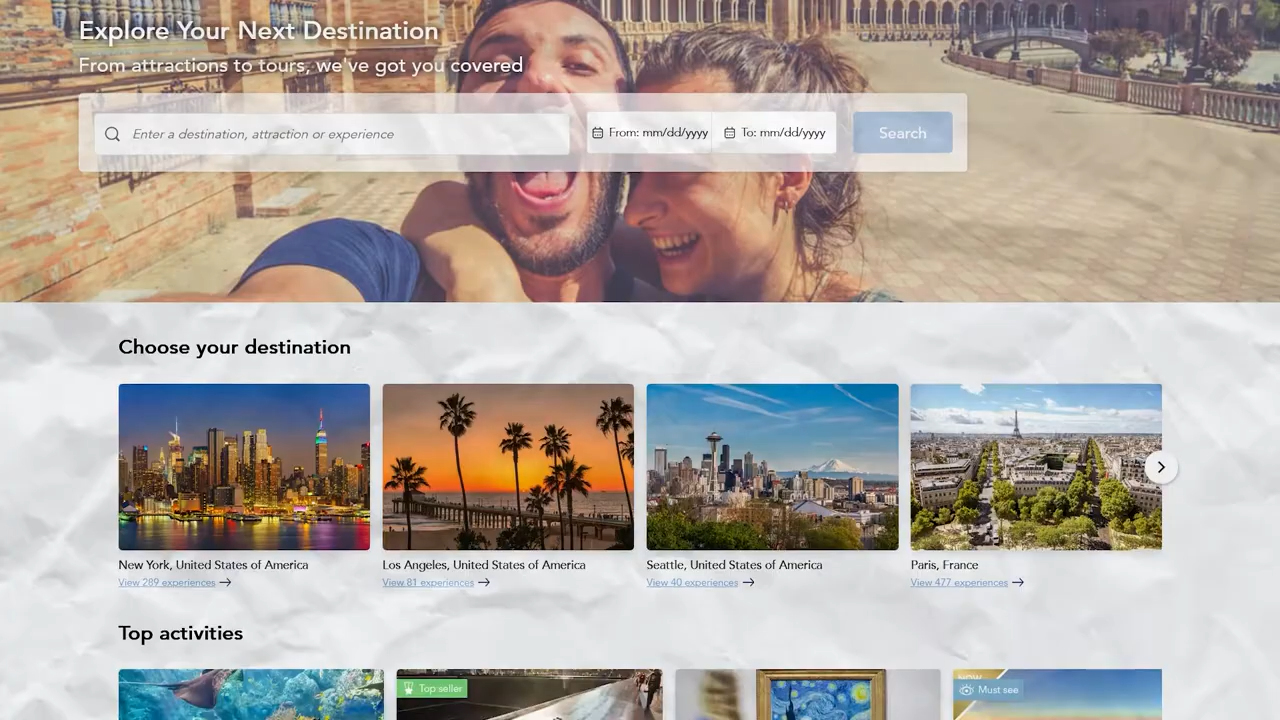 Explore Your Next Destination
From attractions to tours, we've got you covered
Enter a destination, attraction or experience
From: mm/dd/yyyy
To: mm/dd/yyyy
Search
Choose your destination
New York, United States of America
View 289 experiences
Los Angeles, United States of America
View 81 experiences
Seattle, United States of America
View 40 experiences
Paris, France
View 477 experiences
Top activities
Top seller
NOW
Must see